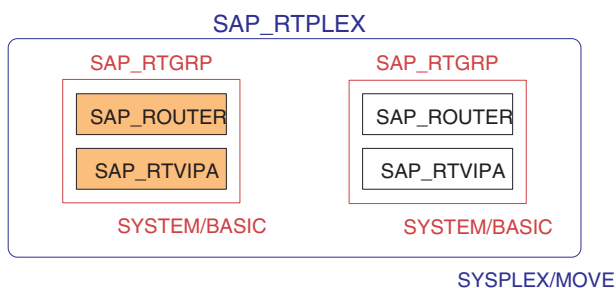 SAP_RTPLEX
SAP_RTGRP SAP_RTGRP
SAP_ROUTER SAP_ROUTER
SAP_RTVIPA SAP_RTVIPA
SYSTEM/BASIC SYSTEM/BASIC
SYSPLEX/MOVE